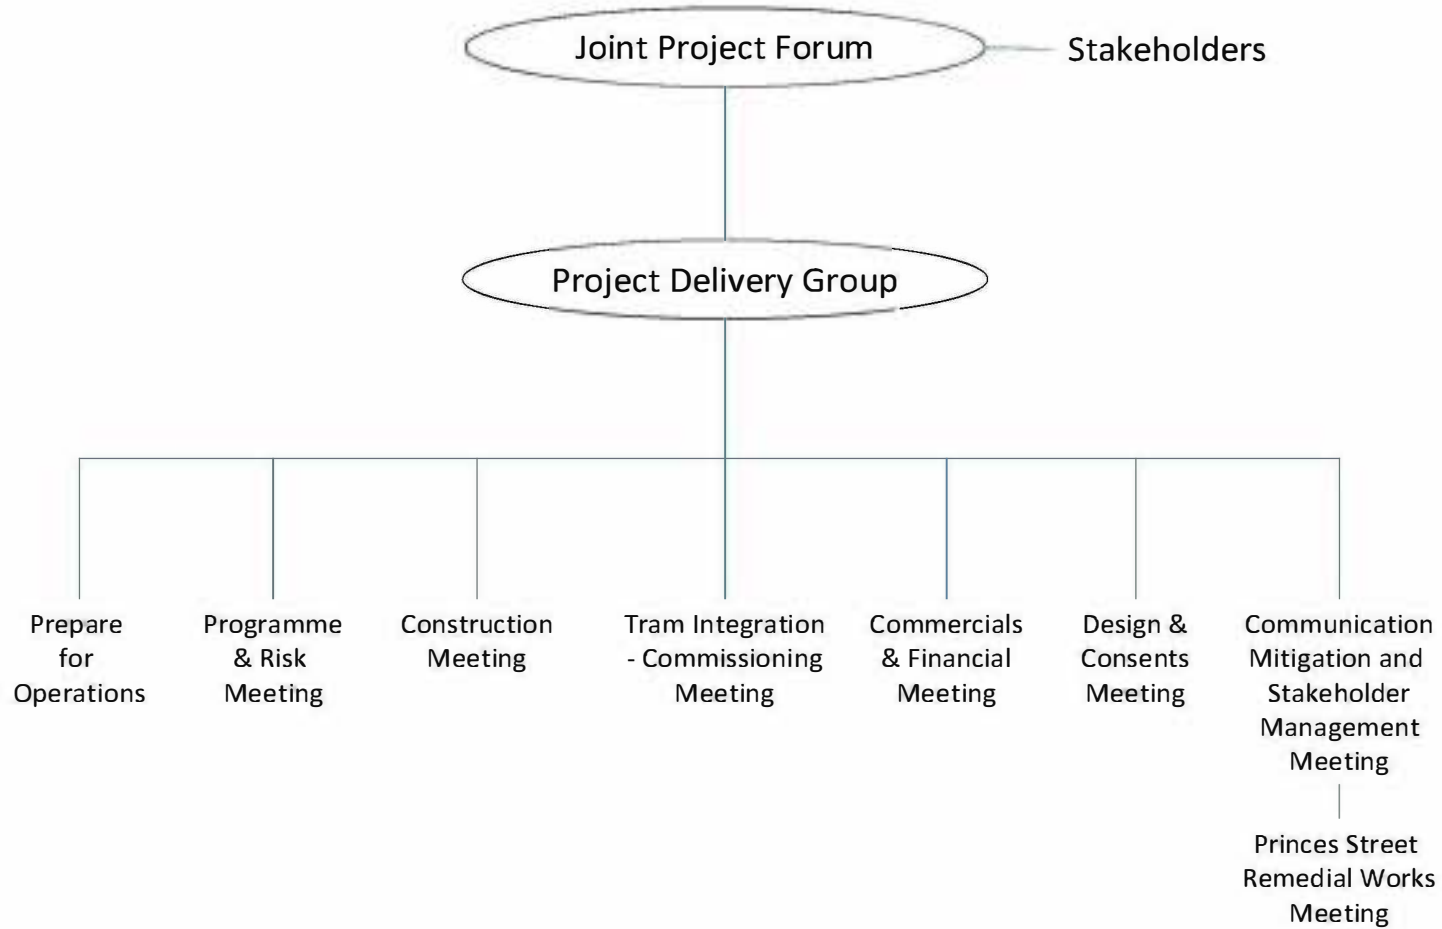 Joint Project Forum
Stakeholders
Project Delivery Group
Prepare
for
Operations
Programme
& Risk
Meeting
Construction
Meeting
Tram Integration
- Commissioning
Meeting
Commercials
& Financial
Meeting
Design &
Consents
Meeting
Communication
Mitigation and
Stakeholder
Management
Meeting
Princes Street
Remedial Works
Meeting